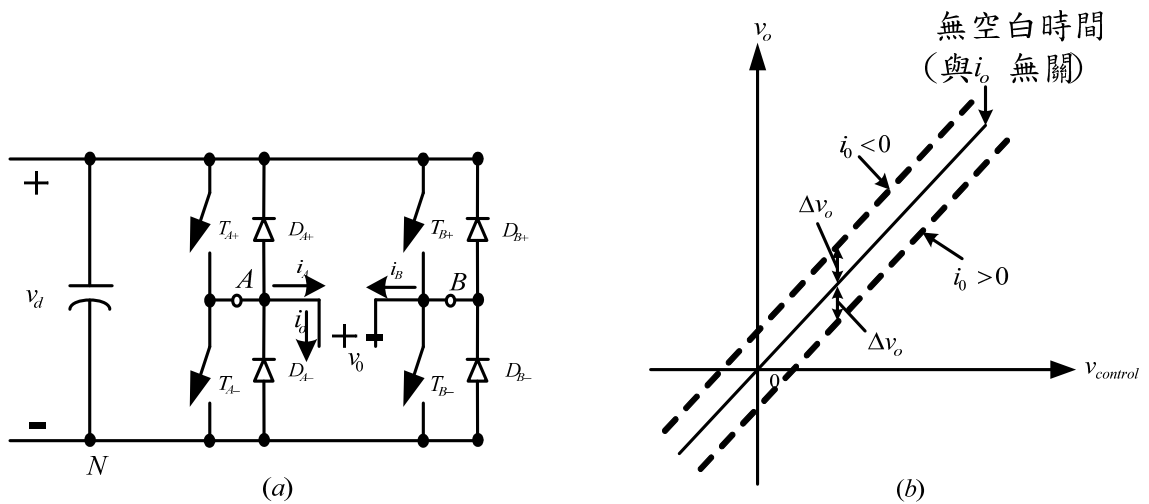 v_o
無空白時間
(與i_o 無關)
i_0<0
Δv_o
i_0>0
Δv_o
0
v_control
(b)
+
v_d
-
N
T_A+
D_A+
T_B+
D_B+
A
i_A
i_B
B
i_o
+
-
v_0
T_A-
D_A-
T_B-
D_B-
(a)